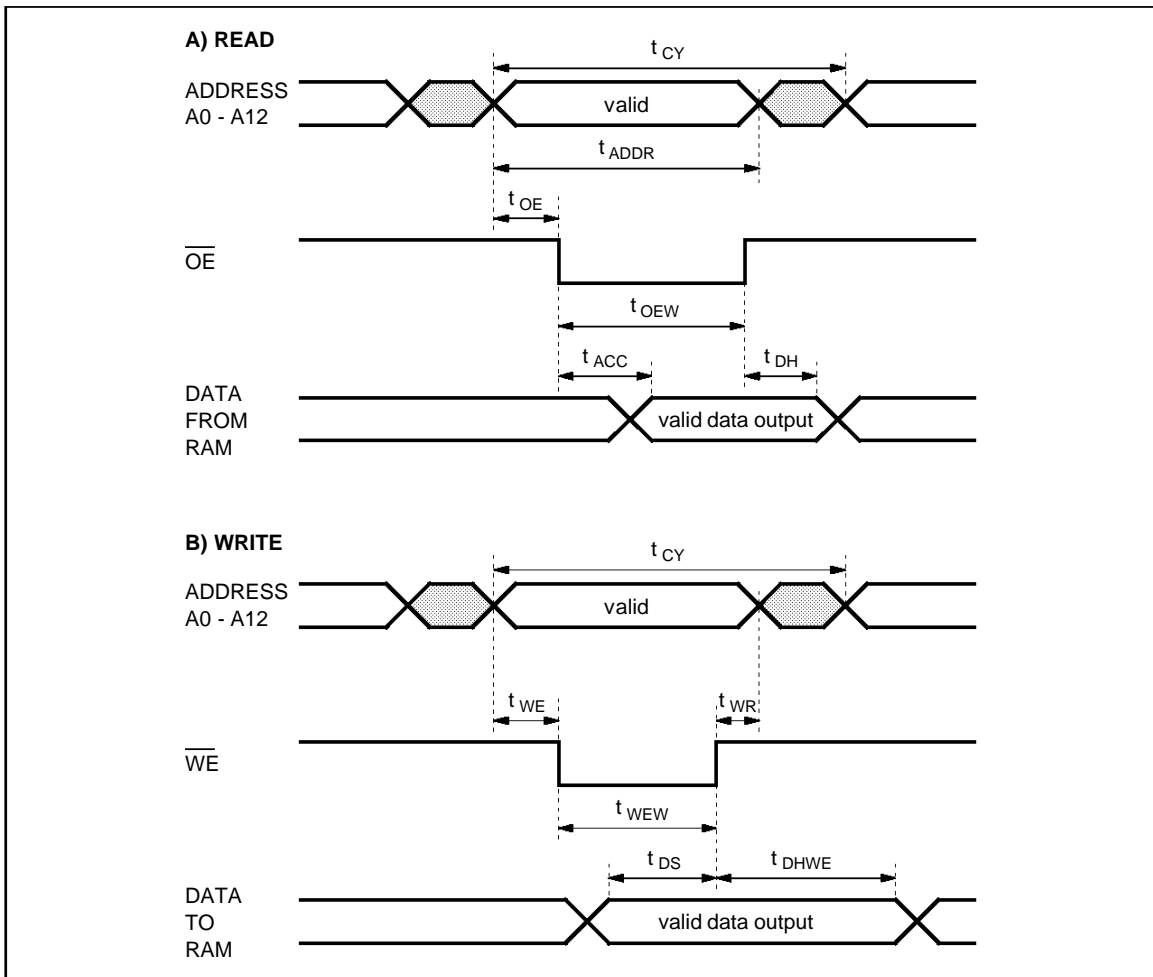 A) READ
t CY
ADDRESS
A0 - A12
valid
t ADDR
t OE
OE
t OEW
t ACC
t DH
DATA
FROM
RAM
valid data output
B) WRITE
t CY
ADDRESS
A0 - A12
valid
t WE
t WR
WE
t WEW
t DS
t DHWE
DATA
TO
RAM
valid data output